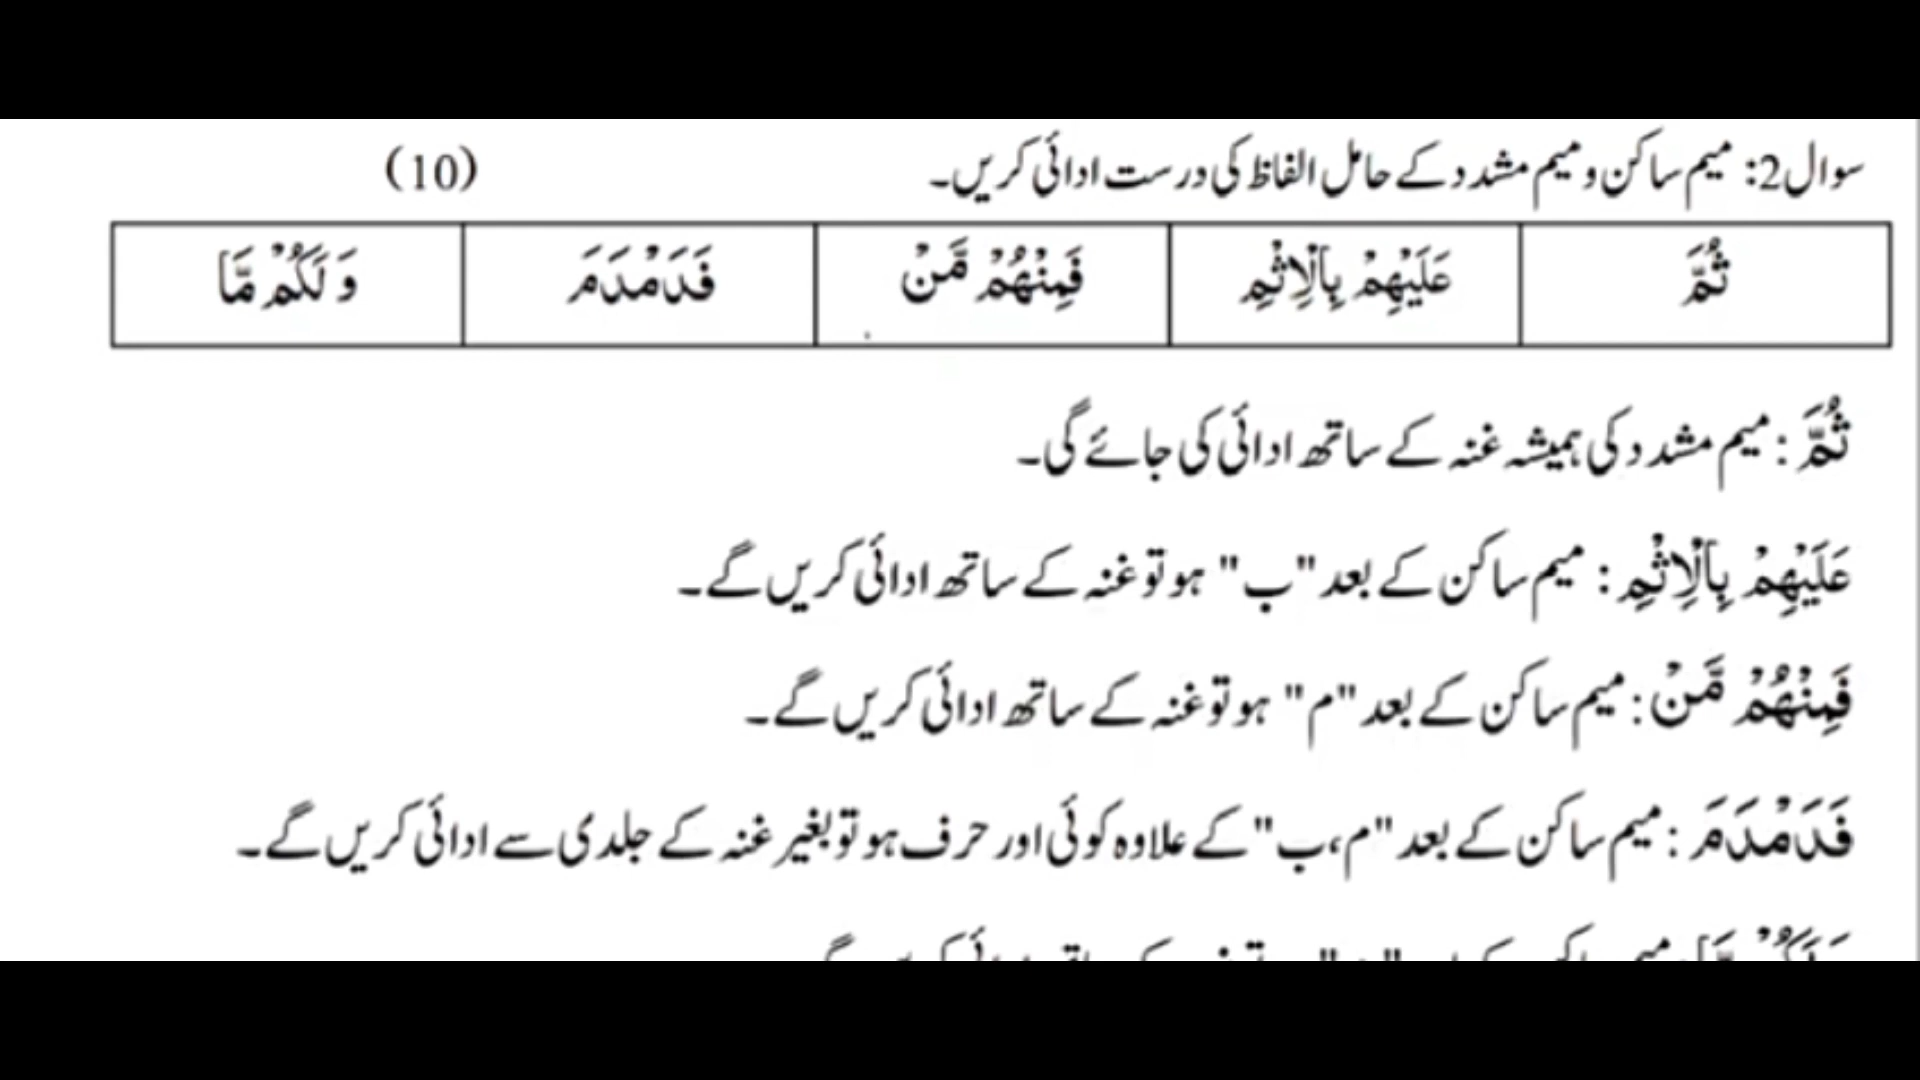 سوال2: میم ساکن و میم مشدد کے حامل الفاظ کی درست ادائی کریں۔ (10)
ثُمَّ عَلَيْهِمْ بِالْاِثْمِ فَمِنْهُمْ مَّنْ فَدَمْدَمَ وَلَكُمْ مَّا
ثُمَّ: میم مشدد کی ہمیشہ غنہ کے ساتھ ادائی کی جائے گی۔
عَلَيْهِمْ بِالْاِثْمِ: میم ساکن کے بعد "ب" ہو تو غنہ کے ساتھ ادائی کریں گے۔
فَمِنْهُمْ مَّنْ: میم ساکن کے بعد "م" ہو تو غنہ کے ساتھ ادائی کریں گے۔
فَدَمْدَمَ: میم ساکن کے بعد "م، ب" کے علاوہ کوئی اور حرف ہو تو بغیر غنہ کے جلدی سے ادائی کریں گے۔